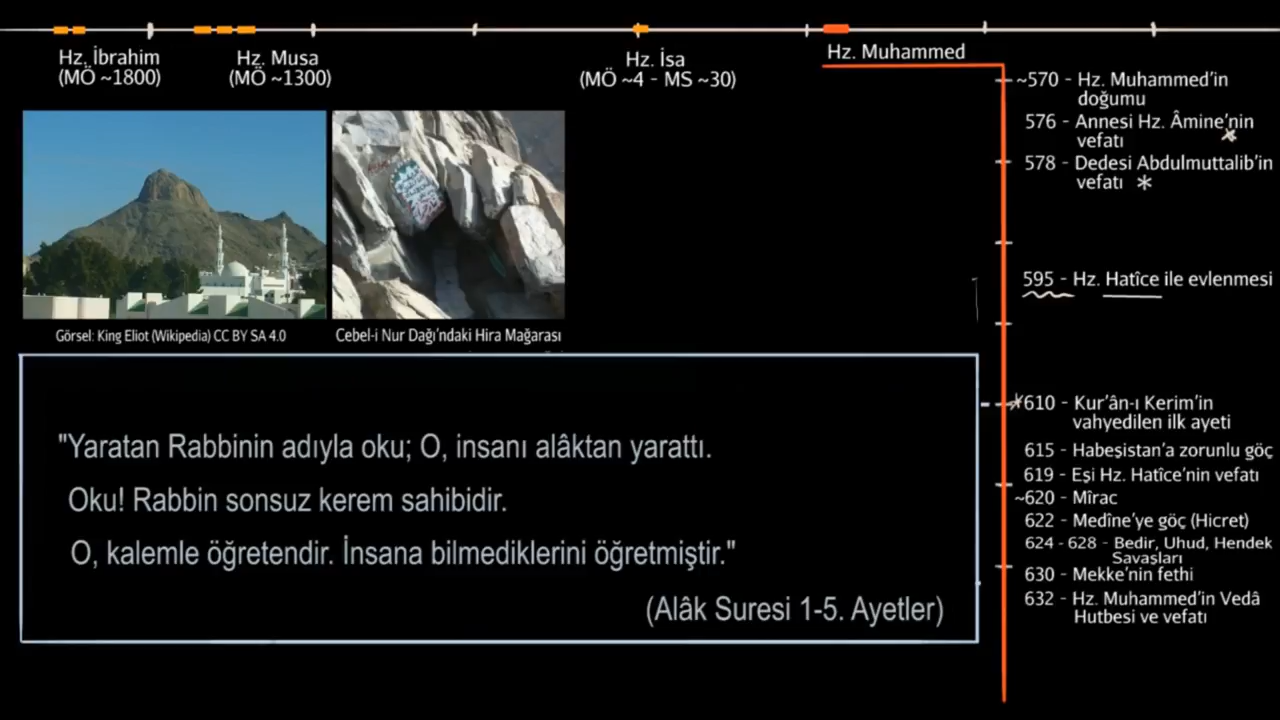 Hz. İbrahim
(MÖ ~1800)
Hz. Musa
(MÖ ~1300)
Hz. İsa
(MÖ ~4 - MS ~30)
Hz. Muhammed
~570 - Hz. Muhammed'in
doğumu
576 - Annesi Hz. Âmine'nin
vefatı
578 - Dedesi Abdulmuttalib'in
vefatı
595 - Hz. Hatîce ile evlenmesi
610 - Kur'ân-ı Kerim'in
vahyedilen ilk ayeti
615 - Habeşistan'a zorunlu göç
619 - Eşi Hz. Hatîce'nin vefatı
~620 - Mîrac
622 - Medîne'ye göç (Hicret)
624 - 628 - Bedir, Uhud, Hendek
Savaşları
630 - Mekke'nin fethi
632 - Hz. Muhammed'in Vedâ
Hutbesi ve vefatı
Görsel: King Eliot (Wikipedia) CC BY SA 4.0
Cebel-i Nur Dağı'ndaki Hira Mağarası
"Yaratan Rabbinin adıyla oku; O, insanı alâktan yarattı.
Oku! Rabbin sonsuz kerem sahibidir.
O, kalemle öğretendir. İnsana bilmediklerini öğretmiştir."
(Alâk Suresi 1-5. Ayetler)